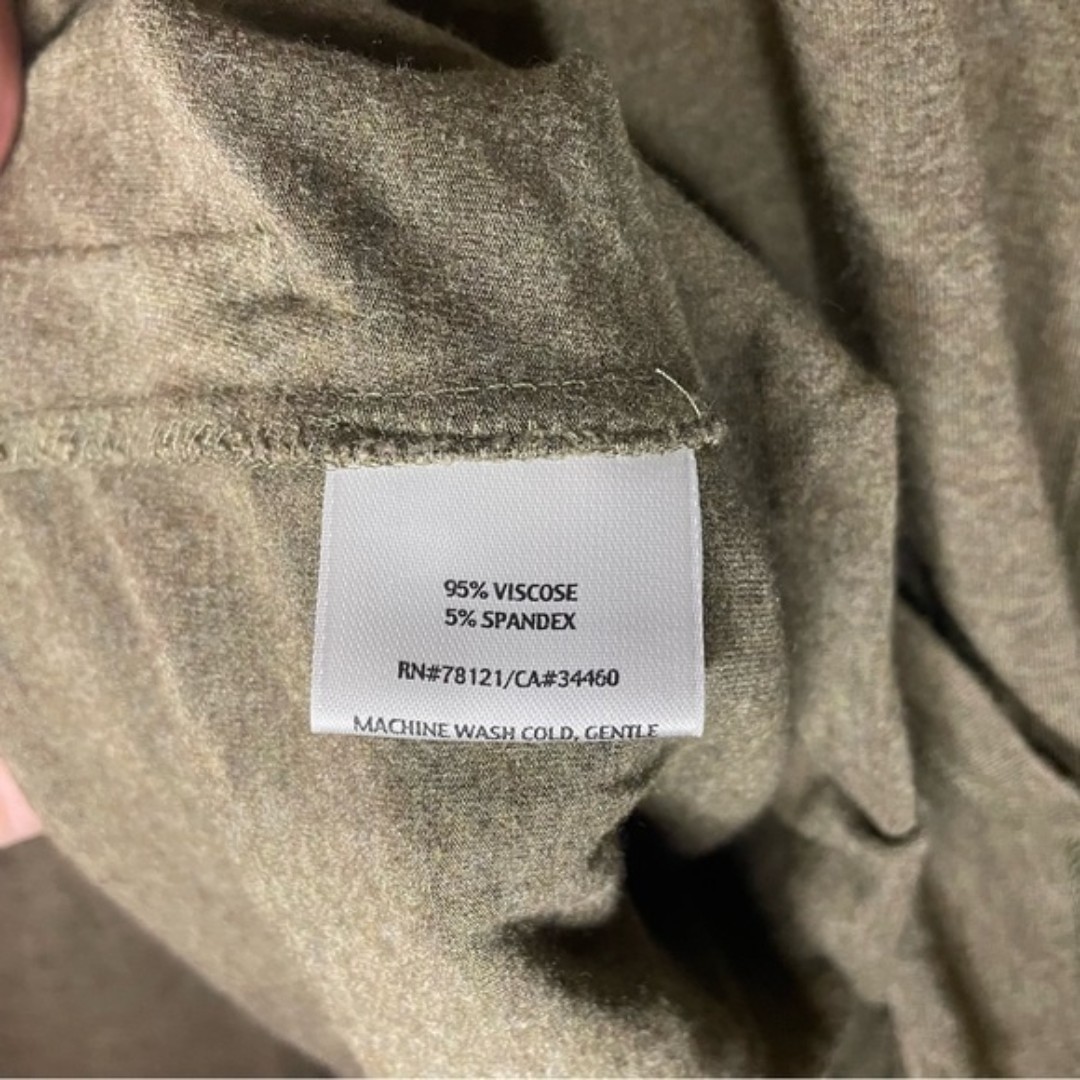 95% VISCOSE
5% SPANDEX
RN#78121/CA#34460
MACHINE WASH COLD, GENTLE